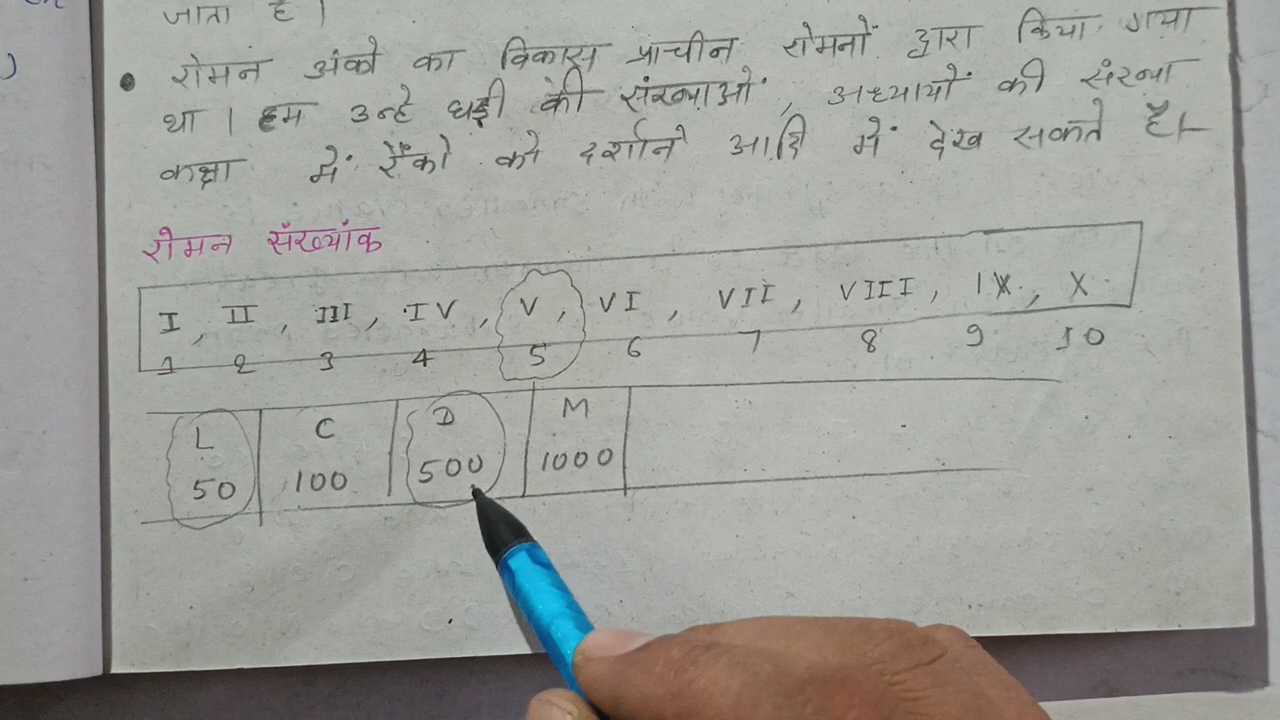 जाता है।
• रोमन अंको का विकास प्राचीन रोमनों द्वारा किया गया
था। हम उन्हे घड़ी की संख्याओं, अध्यायों की संख्या
कक्षा में रैंको को दर्शाने आदि में देख सकते है।
रोमन संख्यांक
I, II, III, IV, V, VI, VII, VIII, IX, X
1 2 3 4 5 6 7 8 9 10
L C D M
50 100 500 1000